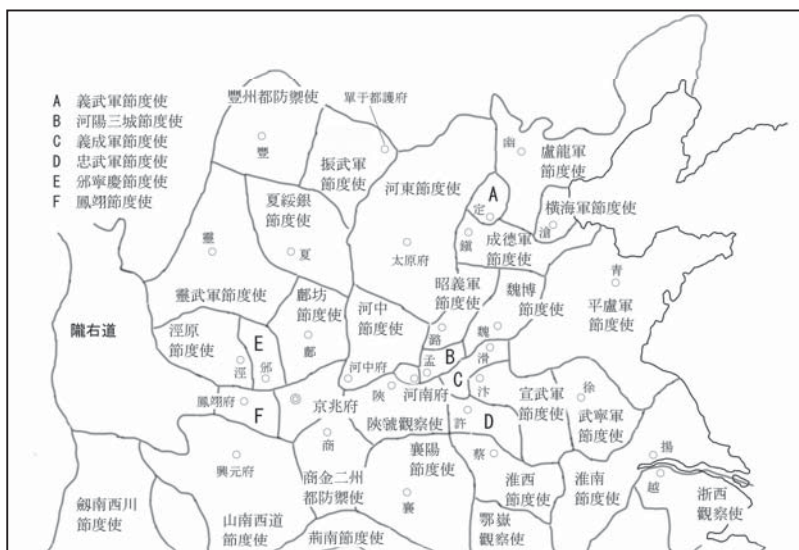 A 義武軍節度使
B 河陽三城節度使
C 義成軍節度使
D 忠武軍節度使
E 邠寧慶節度使
F 鳳翊節度使
豐州都防禦使
單于都護府
豐
振武軍
節度使
河東節度使
幽
盧龍軍
節度使
A
定
橫海軍節度使
滄
夏綏銀
節度使
夏
靈
靈武軍節度使
太原府
鎭
成德軍
節度使
昭義軍
節度使
潞
魏博
節度使
魏
青
平盧軍
節度使
隴右道
涇原
節度使
涇
E
邠
鄜坊
節度使
鄜
河中
節度使
河中府
孟
B
滑
C
汴
陝
河南府
宣武軍
節度使
徐
武寧軍
節度使
鳳翊府
F
京兆府
陝虢觀察使
許
D
商
蔡
襄陽
節度使
襄
淮西
節度使
淮南
節度使
揚
越
浙西
觀察使
興元府
商金二州
都防禦使
劔南西川
節度使
山南西道
節度使
荊南節度使
鄂嶽
觀察使